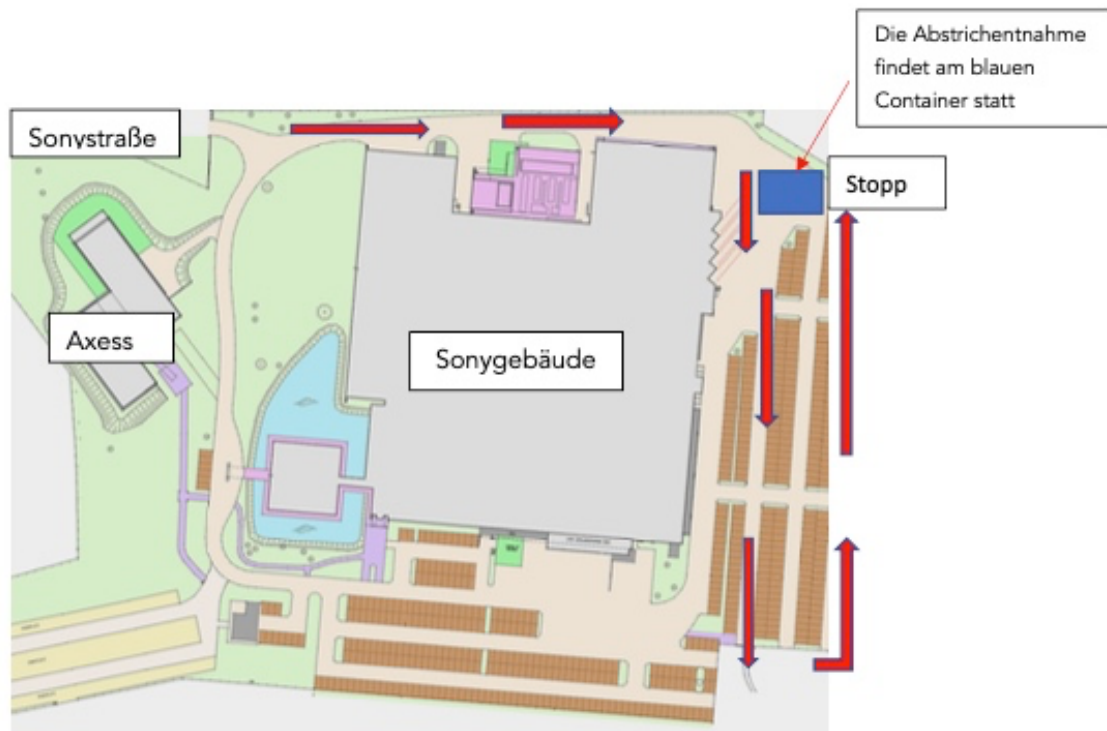 Die Abstrichentnahme
findet am blauen
Container statt
Sonystraße
Stopp
Axess
Sonygebäude